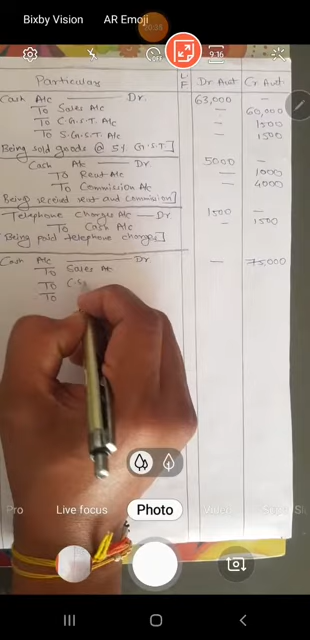 Bixby Vision AR Emoji
Particular L.F Dr. Amt Cr. Amt
Cash A/c — Dr. 63,000 —
To Sales A/c - 60,000
To C.G.S.T. A/c - 1500
To S.G.S.T. A/c - 1500
Being sold goods @ 5% G.S.T.]
Cash A/c — Dr 5000 —
To Rent A/c — 1000
To Commission A/c — 4000
Being received rent and commission]
Telephone charges A/c — Dr 1500 —
To Cash A/c - 1500
Being paid telephone charges]
Cash A/c — Dr — 75,000
To Sales A/c
To C.G
To
Pro Live focus Photo Video